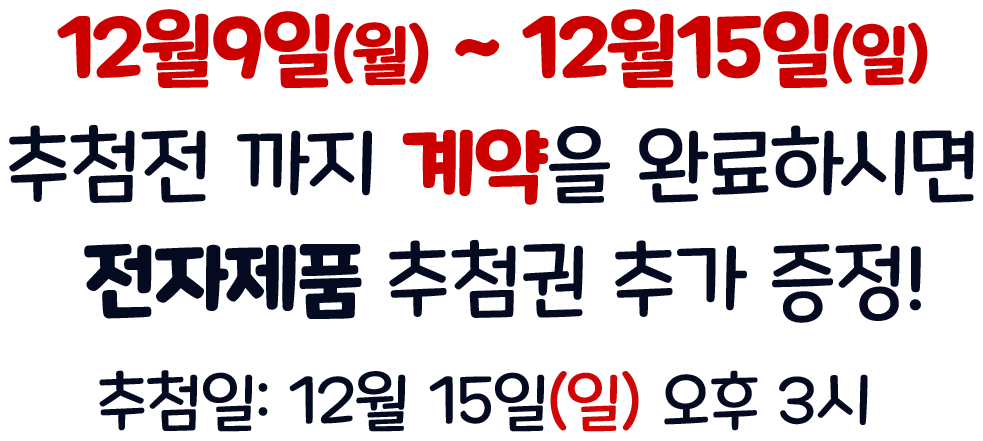 12월9일(월) ~ 12월15일(일)
추첨전 까지 계약을 완료하시면
전자제품 추첨권 추가 증정!
추첨일: 12월 15일(일) 오후 3시